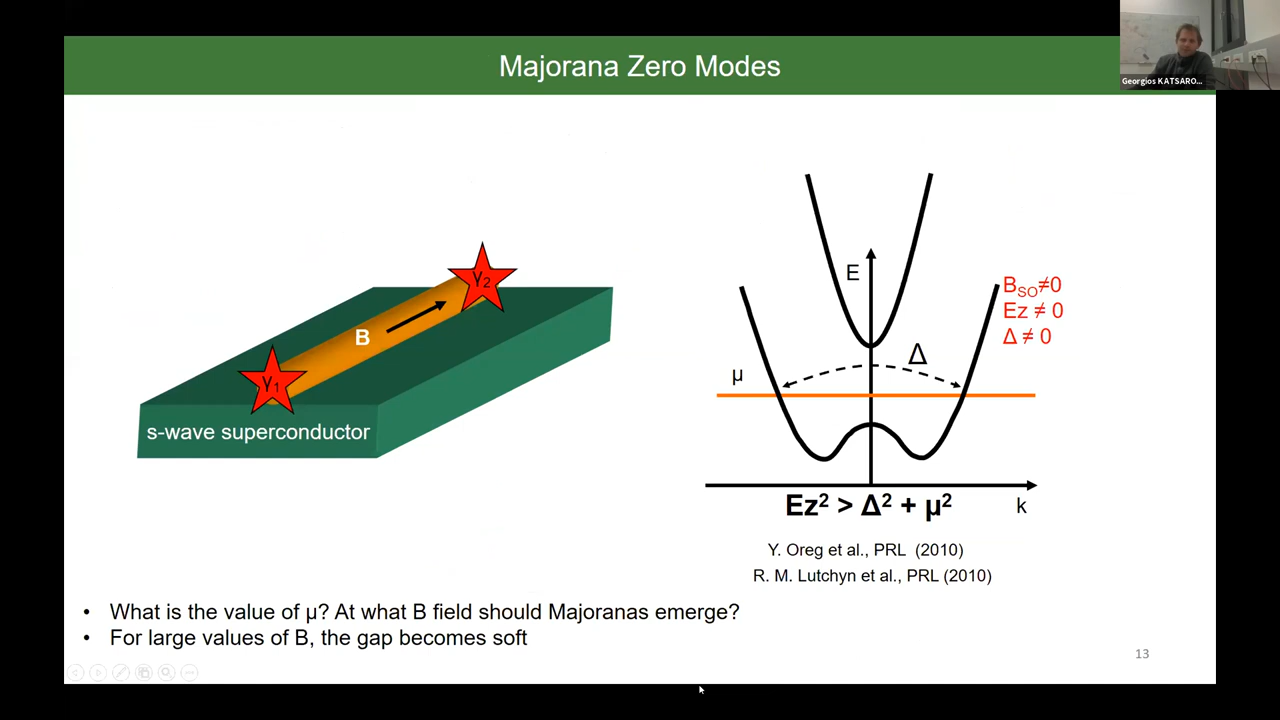 Majorana Zero Modes
Georgios KATSARO...
γ₂
B
γ₁
s-wave superconductor
E
B_SO≠0
Ez ≠ 0
Δ ≠ 0
Δ
μ
Ez² > Δ² + μ²
k
Y. Oreg et al., PRL (2010)
R. M. Lutchyn et al., PRL (2010)
• What is the value of μ? At what B field should Majoranas emerge?
• For large values of B, the gap becomes soft
13